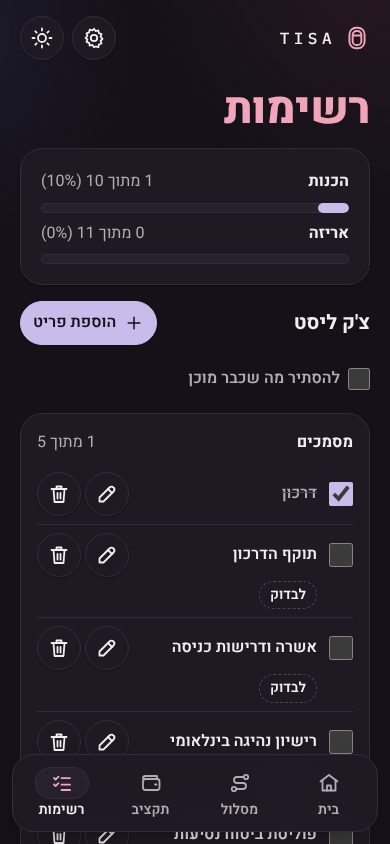 TISA
רשימות
הכנות 1 מתוך 10 (10%)
אריזה 0 מתוך 11 (0%)
צ'ק ליסט + הוספת פריט
להסתיר מה שכבר מוכן
מסמכים 1 מתוך 5
דרכון
תוקף הדרכון
לבדוק
אשרה ודרישות כניסה
לבדוק
רישיון נהיגה בינלאומי
בית מסלול תקציב רשימות
פוליסת ביטוח נסיעות